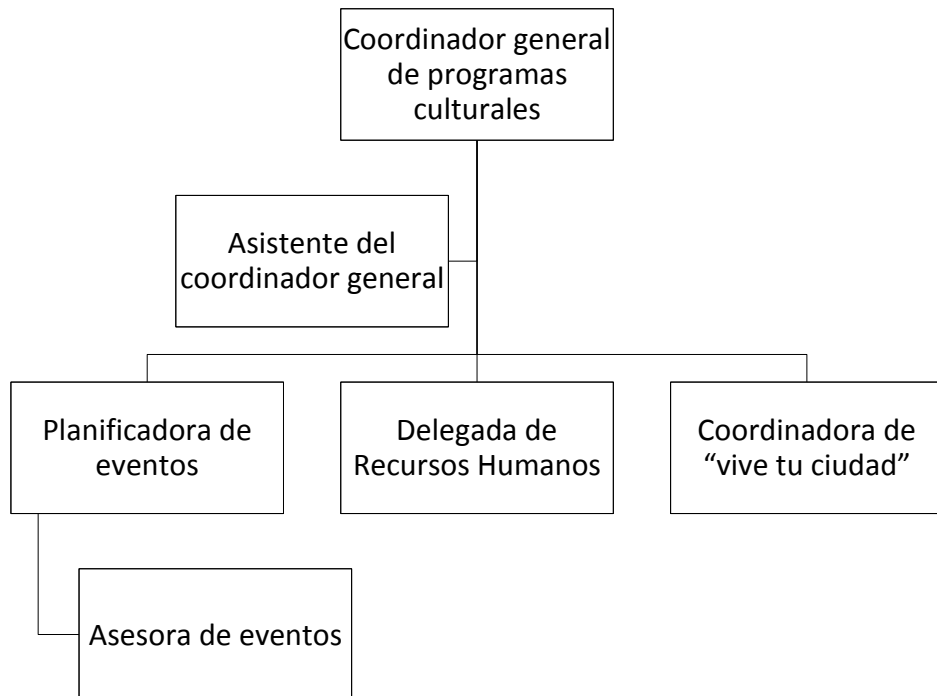 Coordinador general
de programas
culturales
Asistente del
coordinador general
Planificadora de
eventos
Delegada de
Recursos Humanos
Coordinadora de
“vive tu ciudad”
Asesora de eventos